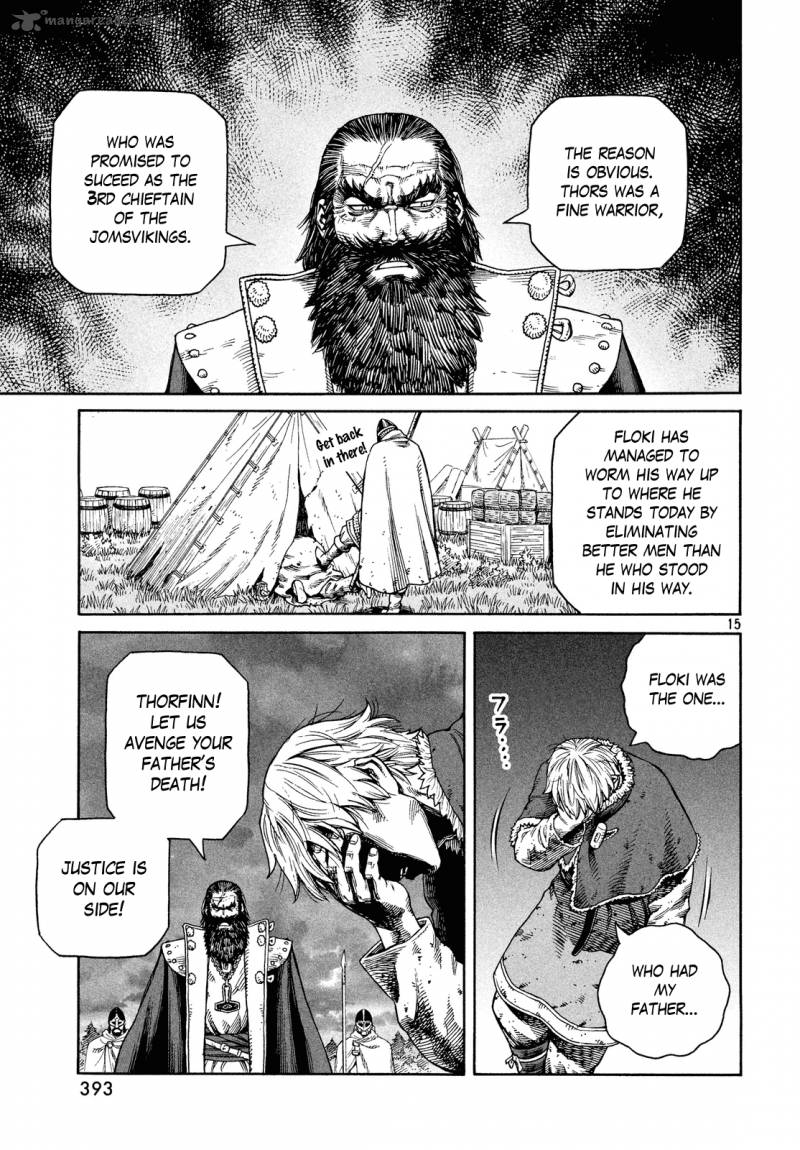 THE REASON
IS OBVIOUS.
THORS WAS A
FINE WARRIOR,
WHO WAS
PROMISED TO
SUCEED AS THE
3RD CHIEFTAIN
OF THE
JOMSVIKINGS.
FLOKI HAS
MANAGED TO
WORM HIS WAY UP
TO WHERE HE
STANDS TODAY BY
ELIMINATING
BETTER MEN THAN
HE WHO STOOD
IN HIS WAY.
Get back
in there!
15
FLOKI WAS
THE ONE...
フラ……
WHO HAD
MY
FATHER...
THORFINN!
LET US
AVENGE YOUR
FATHER'S
DEATH!
JUSTICE IS
ON OUR
SIDE!
393